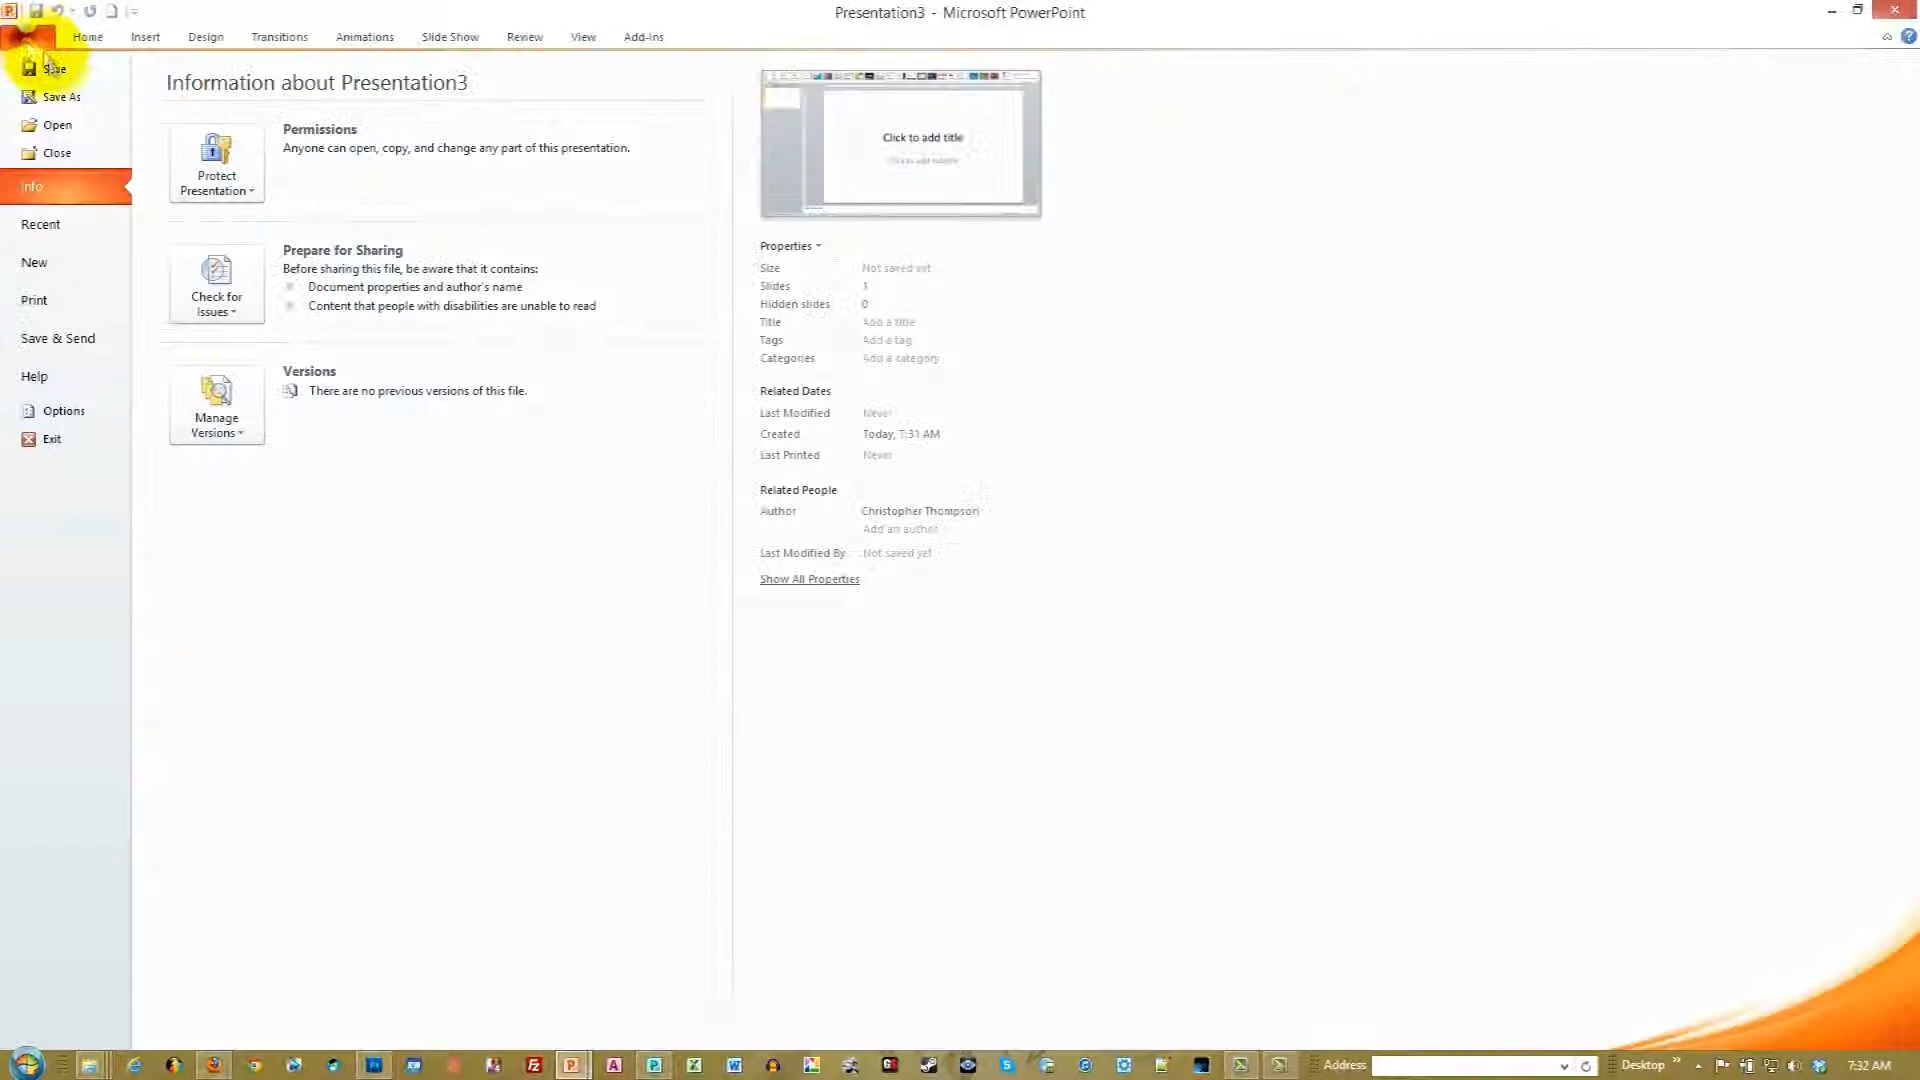 Presentation3 - Microsoft PowerPoint
Home Insert Design Transitions Animations Slide Show Review View Add-Ins
Save
Save As
Open
Close
Info
Recent
New
Print
Save & Send
Help
Options
Exit
Information about Presentation3
Protect
Presentation
Permissions
Anyone can open, copy, and change any part of this presentation.
Check for
Issues
Prepare for Sharing
Before sharing this file, be aware that it contains:
Document properties and author's name
Content that people with disabilities are unable to read
Manage
Versions
Versions
There are no previous versions of this file.
Click to add title
Click to add subtitle
Properties
Size Not saved yet
Slides 1
Hidden slides 0
Title Add a title
Tags Add a tag
Categories Add a category
Related Dates
Last Modified Never
Created Today, 7:31 AM
Last Printed Never
Related People
Author Christopher Thompson
Add an author
Last Modified By Not saved yet
Show All Properties
Address
Desktop
7:32 AM